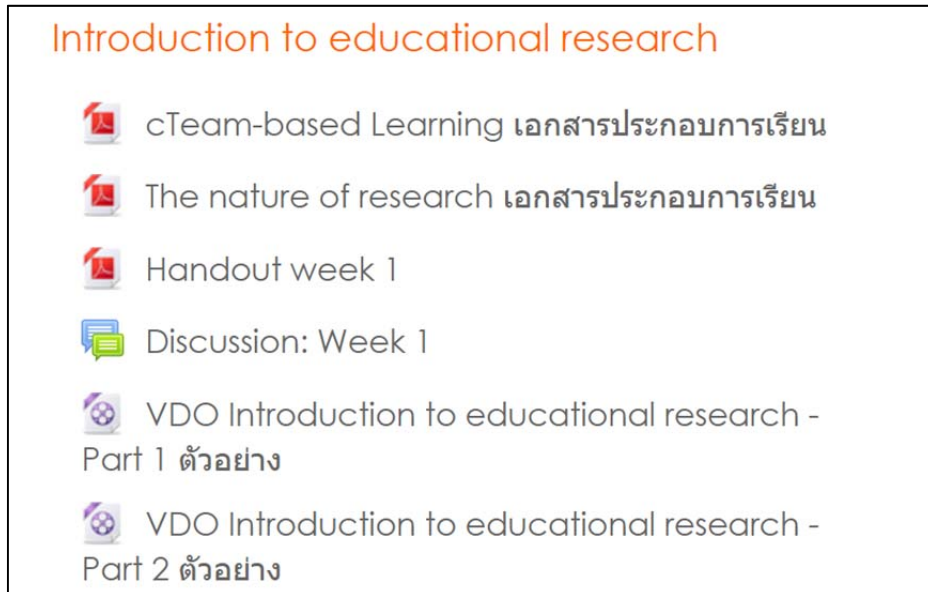 Introduction to educational research
cTeam-based Learning เอกสารประกอบการเรียน
The nature of research เอกสารประกอบการเรียน
Handout week 1
Discussion: Week 1
VDO Introduction to educational research -
Part 1 ตัวอย่าง
VDO Introduction to educational research -
Part 2 ตัวอย่าง